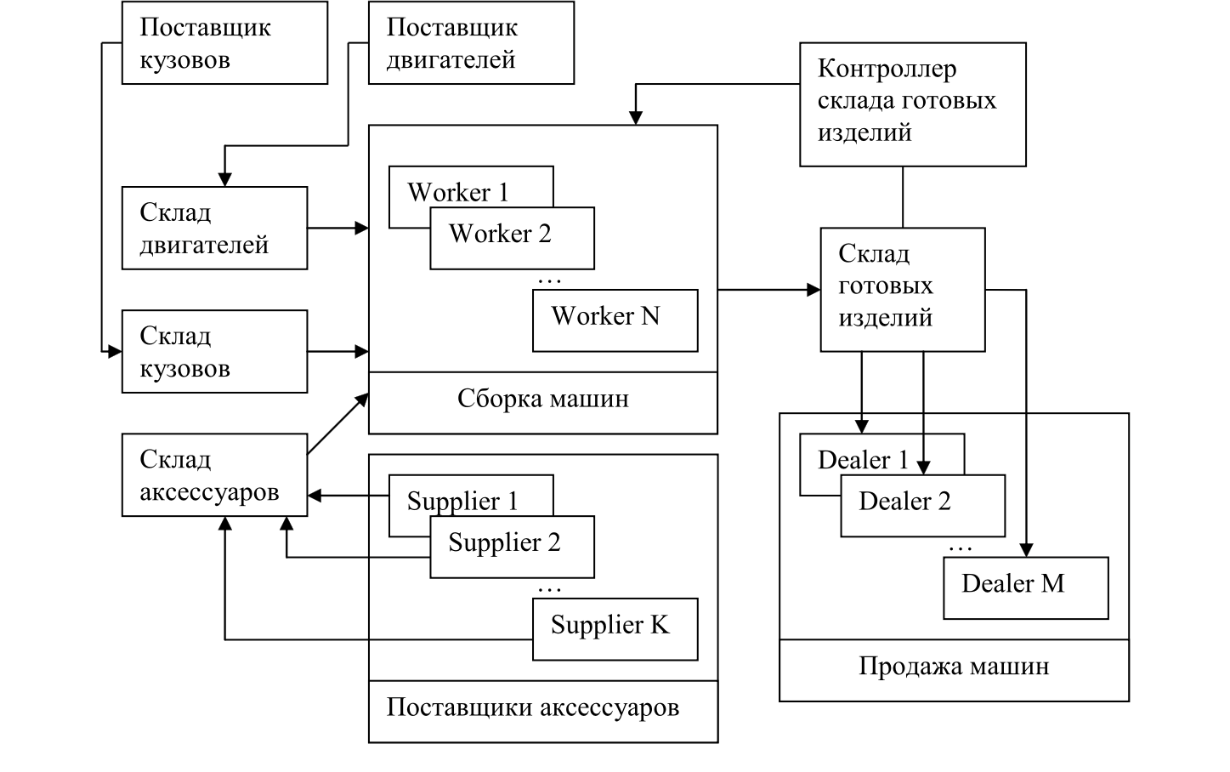 Поставщик
кузовов
Поставщик
двигателей
Контроллер
склада готовых
изделий
Worker 1
Worker 2
...
Worker N
Сборка машин
Склад
двигателей
Склад
кузовов
Склад
аксессуаров
Склад
готовых
изделий
Supplier 1
Supplier 2
...
Supplier K
Поставщики аксессуаров
Dealer 1
Dealer 2
...
Dealer M
Продажа машин